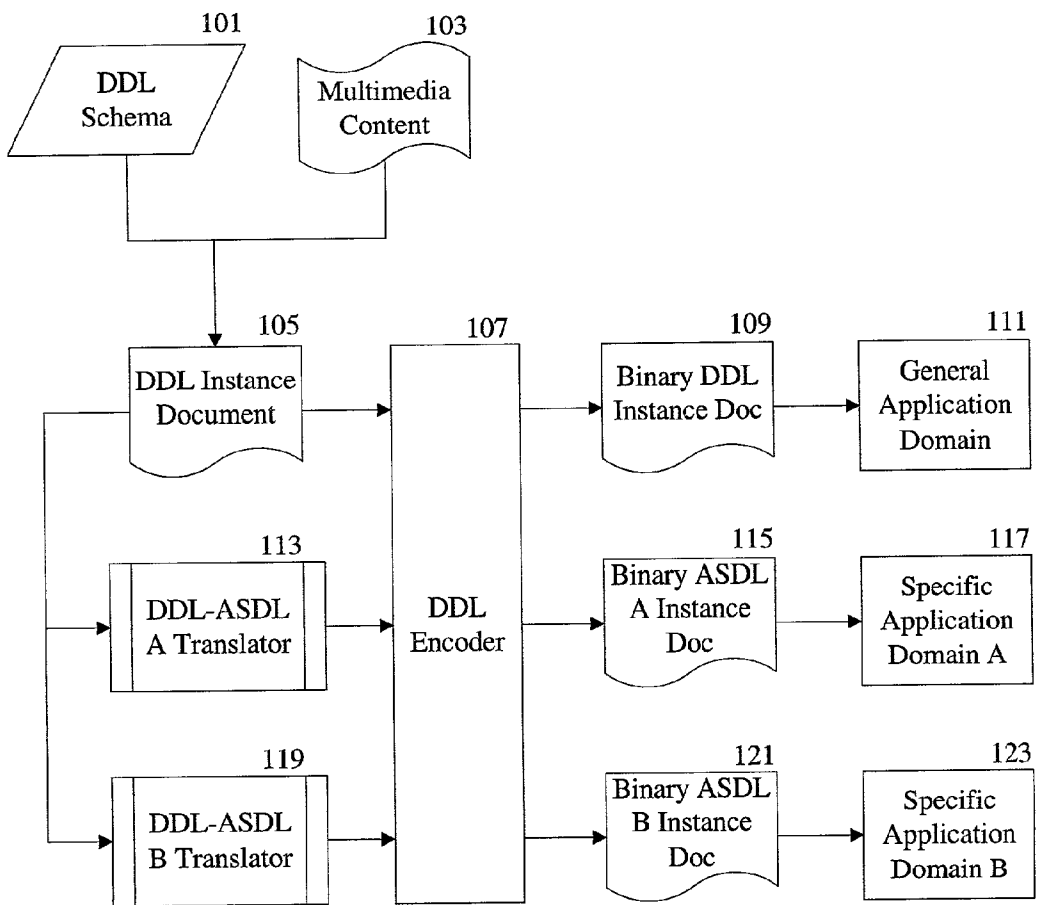 101
DDL
Schema
103
Multimedia
Content
105
DDL Instance
Document
107
DDL
Encoder
109
Binary DDL
Instance Doc
111
General
Application
Domain
113
DDL-ASDL
A Translator
115
Binary ASDL
A Instance
Doc
117
Specific
Application
Domain A
119
DDL-ASDL
B Translator
121
Binary ASDL
B Instance
Doc
123
Specific
Application
Domain B